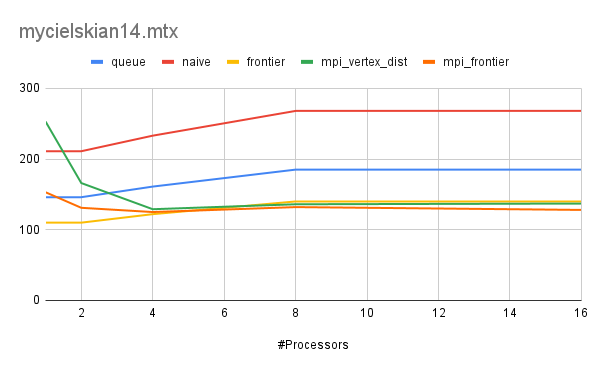 mycielskian14.mtx
queue naive frontier mpi_vertex_dist mpi_frontier
300
200
100
0
2 4 6 8 10 12 14 16
#Processors